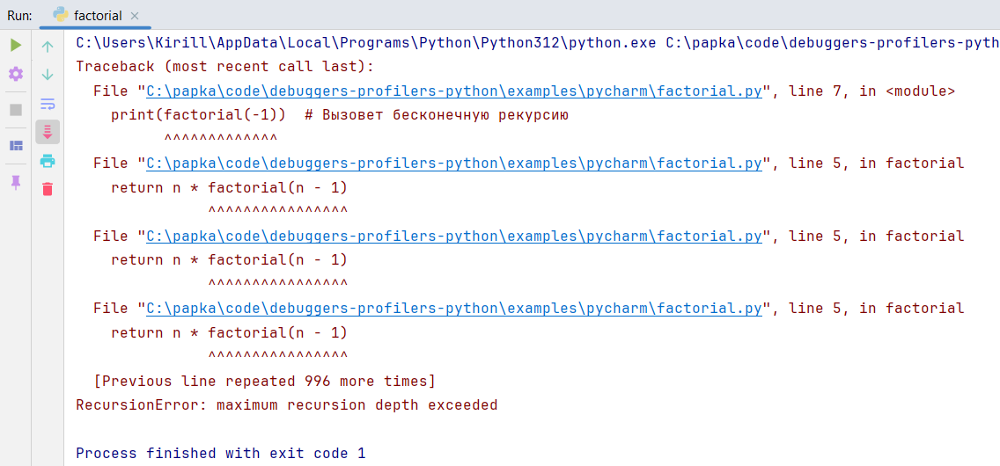 Run: factorial
C:\Users\Kirill\AppData\Local\Programs\Python\Python312\python.exe C:\papka\code\debuggers-profilers-pyth
Traceback (most recent call last):
  File "C:\papka\code\debuggers-profilers-python\examples\pycharm\factorial.py", line 7, in <module>
    print(factorial(-1))  # Вызовет бесконечную рекурсию
          ^^^^^^^^^^^^^
  File "C:\papka\code\debuggers-profilers-python\examples\pycharm\factorial.py", line 5, in factorial
    return n * factorial(n - 1)
               ^^^^^^^^^^^^^^^^
  File "C:\papka\code\debuggers-profilers-python\examples\pycharm\factorial.py", line 5, in factorial
    return n * factorial(n - 1)
               ^^^^^^^^^^^^^^^^
  File "C:\papka\code\debuggers-profilers-python\examples\pycharm\factorial.py", line 5, in factorial
    return n * factorial(n - 1)
               ^^^^^^^^^^^^^^^^
  [Previous line repeated 996 more times]
RecursionError: maximum recursion depth exceeded
Process finished with exit code 1